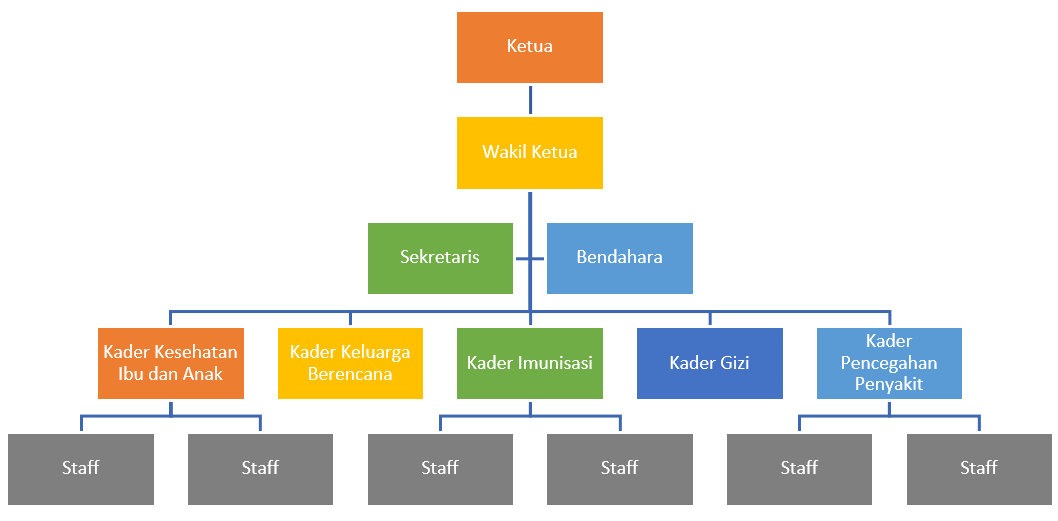 Ketua
Wakil Ketua
Sekretaris
Bendahara
Kader Kesehatan
Ibu dan Anak
Kader Keluarga
Berencana
Kader Imunisasi
Kader Gizi
Kader
Pencegahan
Penyakit
Staff
Staff
Staff
Staff
Staff
Staff